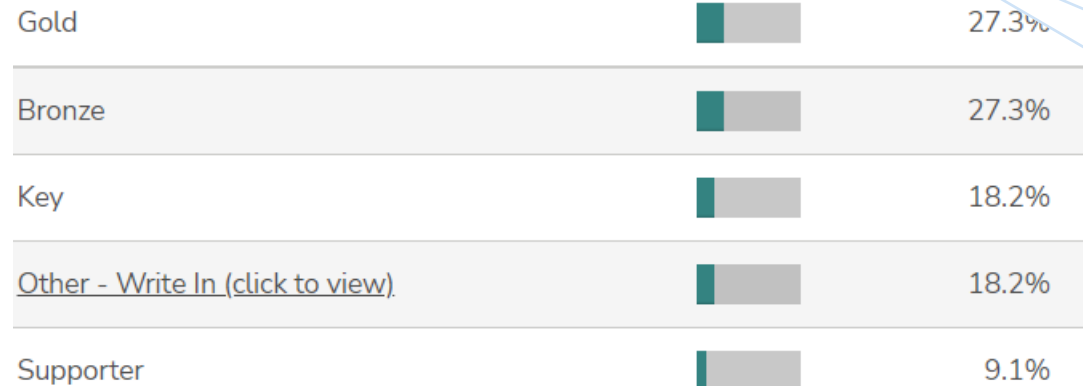 Gold 27.3%
Bronze 27.3%
Key 18.2%
Other - Write In (click to view) 18.2%
Supporter 9.1%